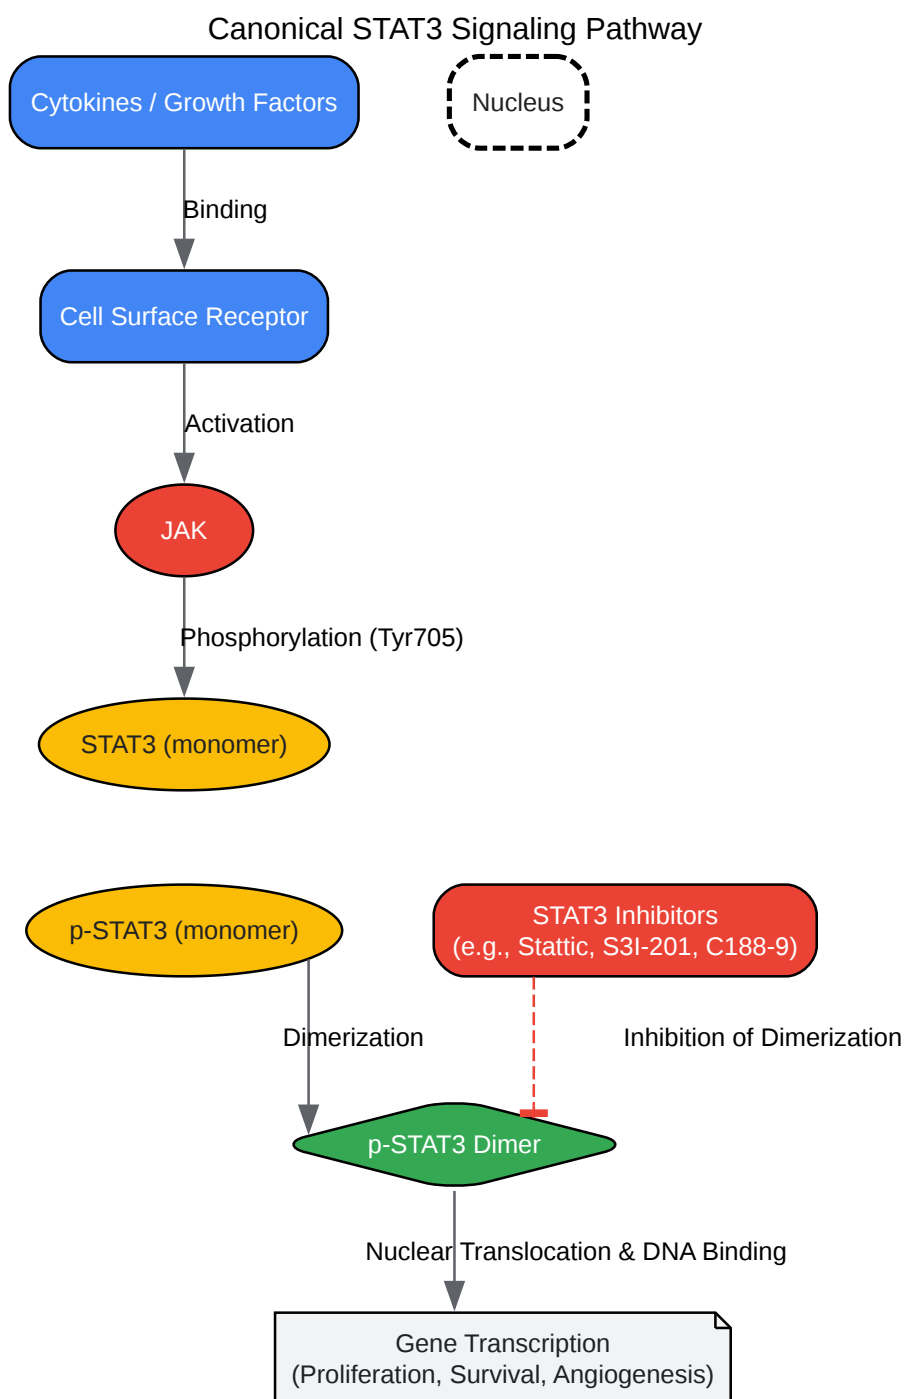 Canonical STAT3 Signaling Pathway
Cytokines / Growth Factors
Nucleus
Binding
Cell Surface Receptor
Activation
JAK
Phosphorylation (Tyr705)
STAT3 (monomer)
p-STAT3 (monomer)
STAT3 Inhibitors
(e.g., Stattic, S3I-201, C188-9)
Dimerization
Inhibition of Dimerization
p-STAT3 Dimer
Nuclear Translocation & DNA Binding
Gene Transcription
(Proliferation, Survival, Angiogenesis)